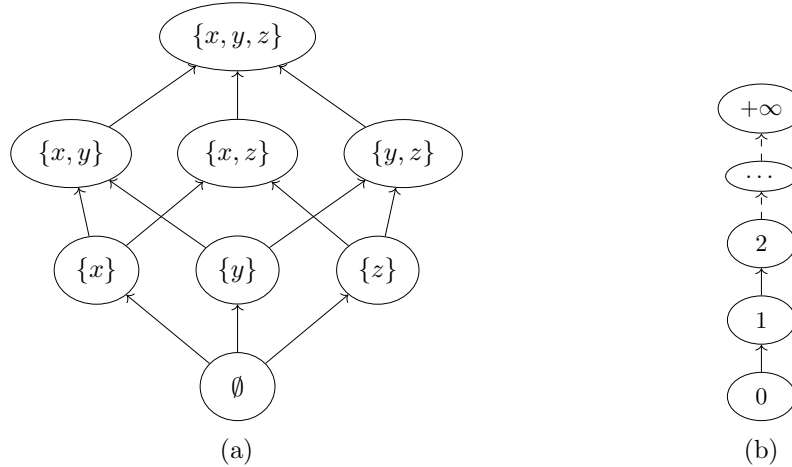 {x, y, z}
{x, y} {x, z} {y, z}
{x} {y} {z}
∅
(a)
+∞
...
2
1
0
(b)